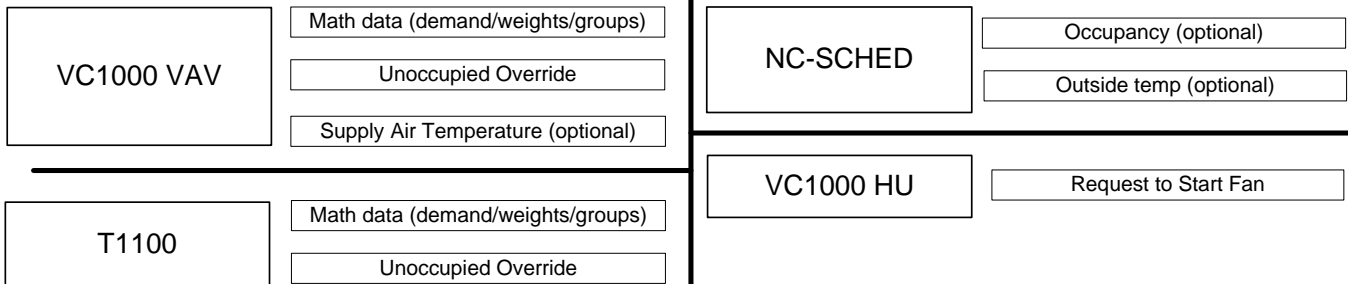 VC1000 VAV
Math data (demand/weights/groups)
Unoccupied Override
Supply Air Temperature (optional)
T1100
Math data (demand/weights/groups)
Unoccupied Override
NC-SCHED
Occupancy (optional)
Outside temp (optional)
VC1000 HU
Request to Start Fan